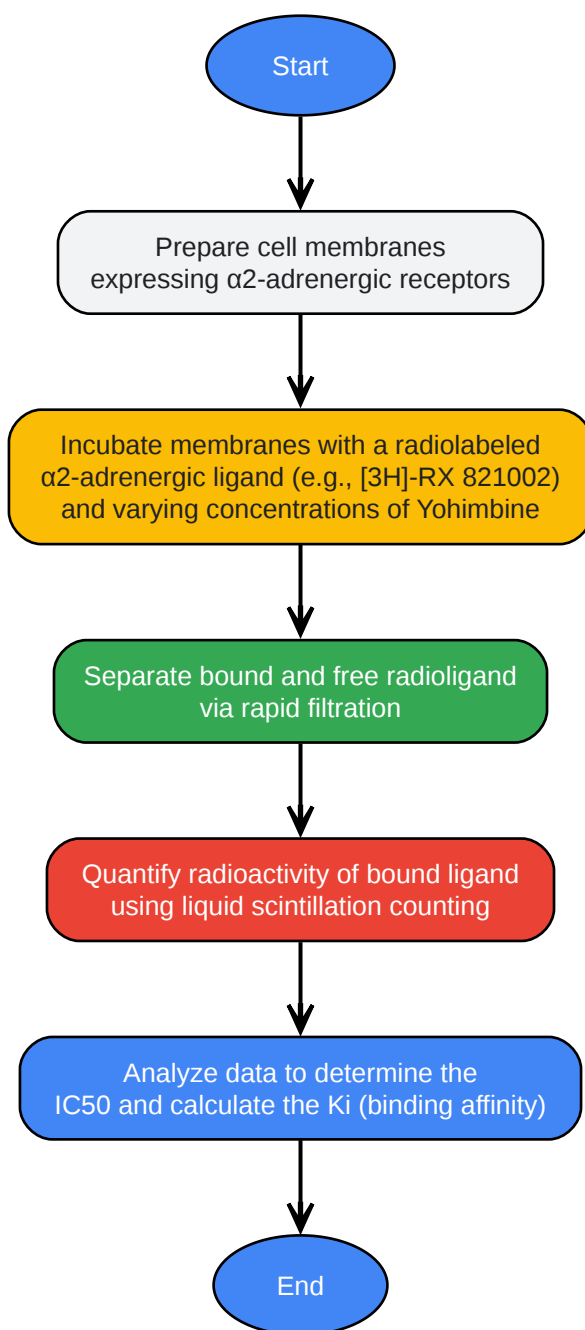 Start
Prepare cell membranes
expressing α2-adrenergic receptors
Incubate membranes with a radiolabeled
α2-adrenergic ligand (e.g., [3H]-RX 821002)
and varying concentrations of Yohimbine
Separate bound and free radioligand
via rapid filtration
Quantify radioactivity of bound ligand
using liquid scintillation counting
Analyze data to determine the
IC50 and calculate the Ki (binding affinity)
End